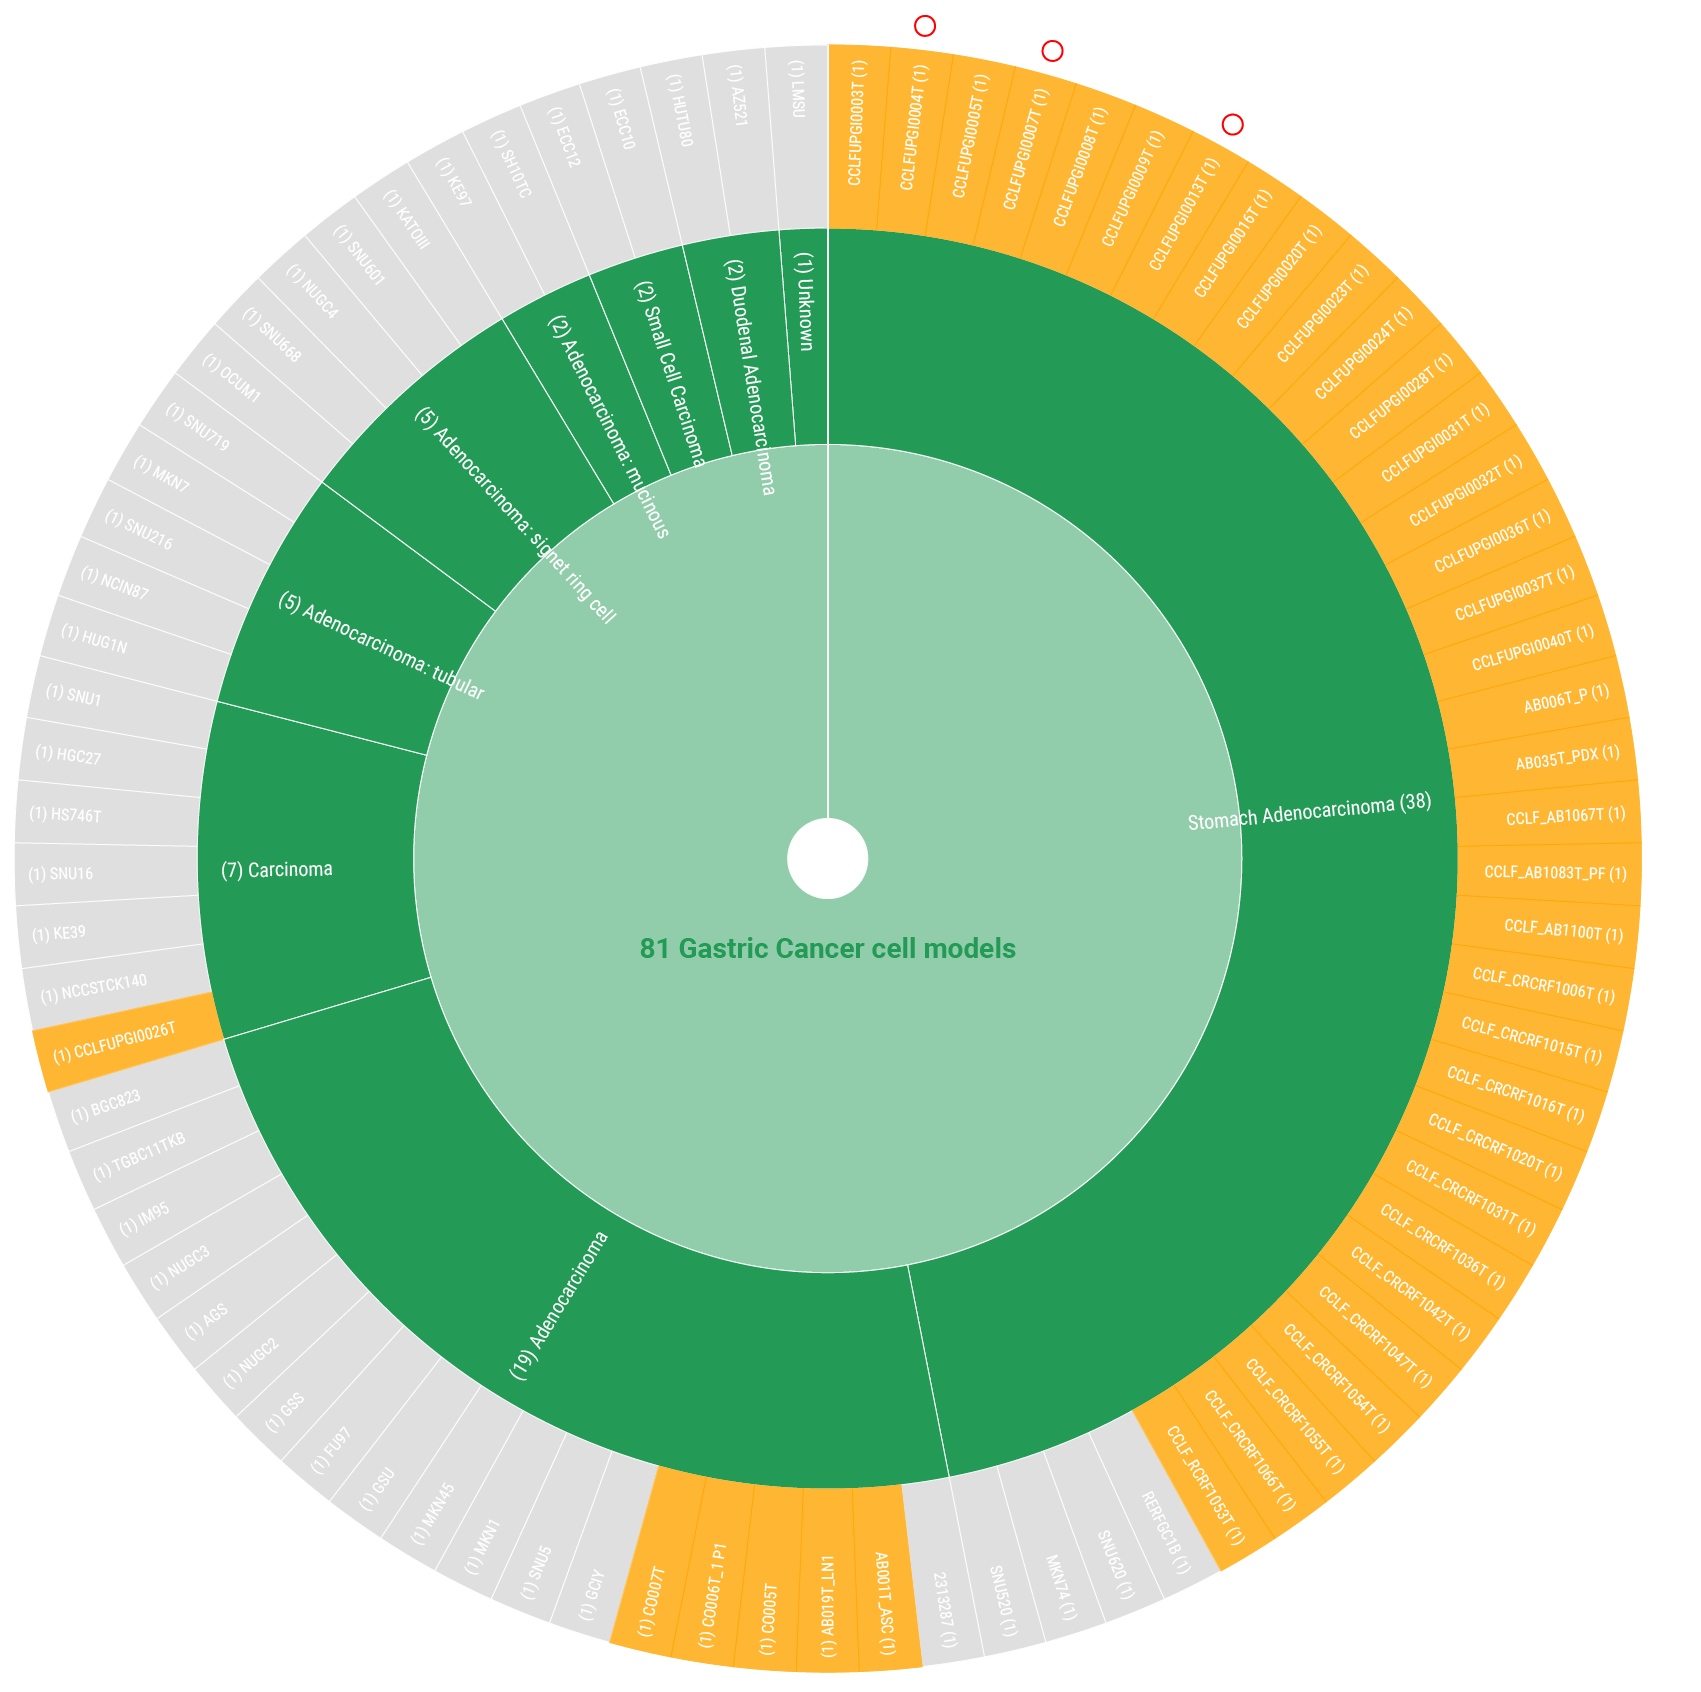 81 Gastric Cancer cell models
Stomach Adenocarcinoma (38)
(19) Adenocarcinoma
(7) Carcinoma
(5) Adenocarcinoma: tubular
(5) Adenocarcinoma: signet ring cell
(2) Adenocarcinoma: mucinous
(2) Small Cell Carcinoma
(2) Duodenal Adenocarcinoma
(1) Unknown
CCLFUPGI0003T (1)
CCLFUPGI0004T (1)
CCLFUPGI0005T (1)
CCLFUPGI0007T (1)
CCLFUPGI0008T (1)
CCLFUPGI0009T (1)
CCLFUPGI0013T (1)
CCLFUPGI0016T (1)
CCLFUPGI0020T (1)
CCLFUPGI0023T (1)
CCLFUPGI0024T (1)
CCLFUPGI0028T (1)
CCLFUPGI0031T (1)
CCLFUPGI0032T (1)
CCLFUPGI0036T (1)
CCLFUPGI0037T (1)
CCLFUPGI0040T (1)
AB006T_P (1)
AB035T_PDX (1)
CCLF_AB1067T (1)
CCLF_AB1083T_PF (1)
CCLF_AB1100T (1)
CCLF_CRCRF1006T (1)
CCLF_CRCRF1015T (1)
CCLF_CRCRF1016T (1)
CCLF_CRCRF1020T (1)
CCLF_CRCRF1031T (1)
CCLF_CRCRF1036T (1)
CCLF_CRCRF1042T (1)
CCLF_CRCRF1047T (1)
CCLF_CRCRF1054T (1)
CCLF_CRCRF1055T (1)
CCLF_CRCRF1066T (1)
CCLF_RCRF1053T (1)
RERFGC1B (1)
SNU620 (1)
MKN74 (1)
SNU520 (1)
2313287 (1)
AB001T_ASC (1)
(1) AB019T_LN1
(1) CO005T
(1) CO006T_1 P1
(1) CO007T
(1) GCIY
(1) SNU5
(1) MKN1
(1) MKN45
(1) GSU
(1) FU97
(1) GSS
(1) NUGC2
(1) AGS
(1) NUGC3
(1) IM95
(1) TGBC11TKB
(1) BGC823
(1) CCLFUPGI0026T
(1) NCCSTCK140
(1) KE39
(1) SNU16
(1) HS746T
(1) HGC27
(1) SNU1
(1) HUG1N
(1) NCIN87
(1) SNU216
(1) MKN7
(1) SNU719
(1) OCUM1
(1) SNU668
(1) NUGC4
(1) SNU601
(1) KATOIII
(1) KE97
(1) SH10TC
(1) ECC12
(1) ECC10
(1) HUTU80
(1) AZ521
(1) LMSU